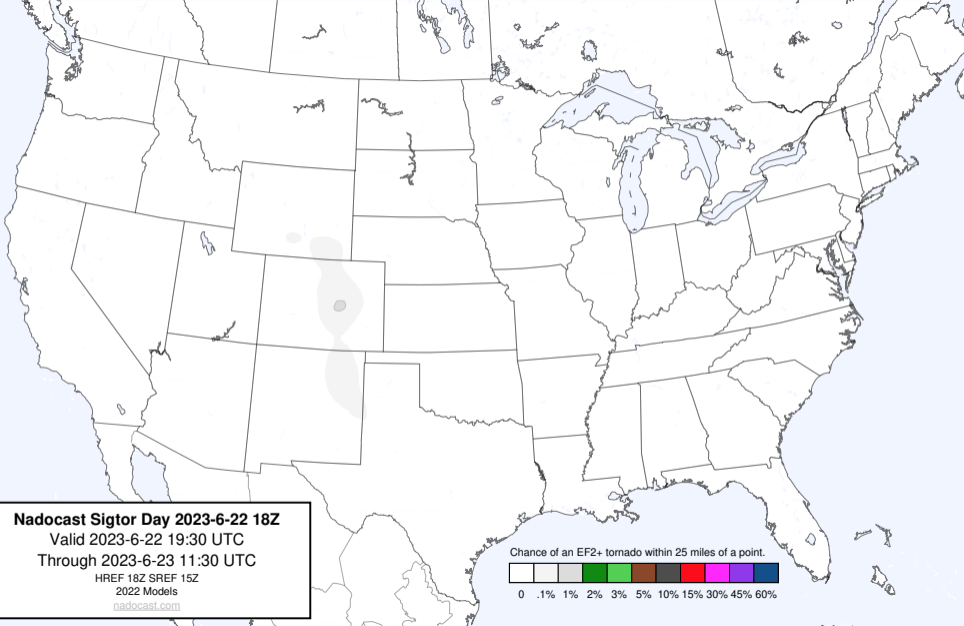 Nadocast Sigtor Day 2023-6-22 18Z
Valid 2023-6-22 19:30 UTC
Through 2023-6-23 11:30 UTC
HREF 18Z SREF 15Z
2022 Models
nadocast.com
Chance of an EF2+ tornado within 25 miles of a point.
0 .1% 1% 2% 3% 5% 10% 15% 30% 45% 60%